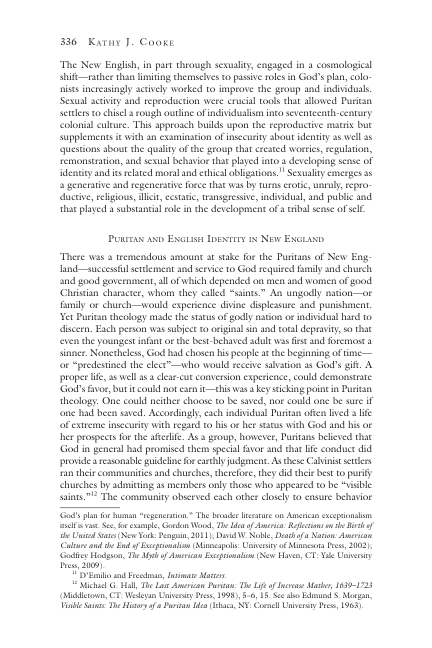 336 Kathy J. Cooke
The New English, in part through sexuality, engaged in a cosmological
shift—rather than limiting themselves to passive roles in God's plan, colo-
nists increasingly actively worked to improve the group and individuals.
Sexual activity and reproduction were crucial tools that allowed Puritan
settlers to chisel a rough outline of individualism into seventeenth-century
colonial culture. This approach builds upon the reproductive matrix but
supplements it with an examination of insecurity about identity as well as
questions about the quality of the group that created worries, regulation,
remonstration, and sexual behavior that played into a developing sense of
identity and its related moral and ethical obligations.11 Sexuality emerges as
a generative and regenerative force that was by turns erotic, unruly, repro-
ductive, religious, illicit, ecstatic, transgressive, individual, and public and
that played a substantial role in the development of a tribal sense of self.
Puritan and English Identity in New England
There was a tremendous amount at stake for the Puritans of New Eng-
land—successful settlement and service to God required family and church
and good government, all of which depended on men and women of good
Christian character, whom they called "saints." An ungodly nation—or
family or church—would experience divine displeasure and punishment.
Yet Puritan theology made the status of godly nation or individual hard to
discern. Each person was subject to original sin and total depravity, so that
even the youngest infant or the best-behaved adult was first and foremost a
sinner. Nonetheless, God had chosen his people at the beginning of time—
or "predestined the elect"—who would receive salvation as God's gift. A
proper life, as well as a clear-cut conversion experience, could demonstrate
God's favor, but it could not earn it—this was a key sticking point in Puritan
theology. One could neither choose to be saved, nor could one be sure if
one had been saved. Accordingly, each individual Puritan often lived a life
of extreme insecurity with regard to his or her status with God and his or
her prospects for the afterlife. As a group, however, Puritans believed that
God in general had promised them special favor and that life conduct did
provide a reasonable guideline for earthly judgment. As these Calvinist settlers
ran their communities and churches, therefore, they did their best to purify
churches by admitting as members only those who appeared to be "visible
saints."12 The community observed each other closely to ensure behavior
God's plan for human "regeneration." The broader literature on American exceptionalism
itself is vast. See, for example, Gordon Wood, The Idea of America: Reflections on the Birth of
the United States (New York: Penguin, 2011); David W. Noble, Death of a Nation: American
Culture and the End of Exceptionalism (Minneapolis: University of Minnesota Press, 2002);
Godfrey Hodgson, The Myth of American Exceptionalism (New Haven, CT: Yale University
Press, 2009).
11 D'Emilio and Freedman, Intimate Matters.
12 Michael G. Hall, The Last American Puritan: The Life of Increase Mather, 1639–1723
(Middletown, CT: Wesleyan University Press, 1998), 5–6, 15. See also Edmund S. Morgan,
Visible Saints: The History of a Puritan Idea (Ithaca, NY: Cornell University Press, 1963).